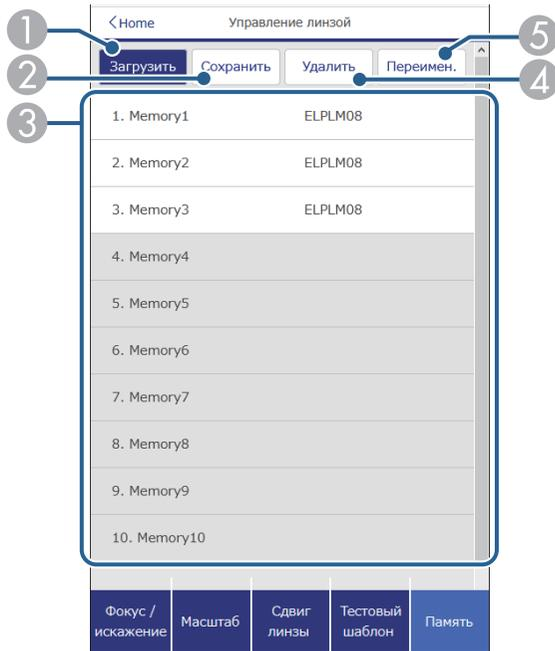 Home Управление линзой
1 2 3 4 5
Загрузить Сохранить Удалить Переимен.
1. Memory1 ELPLM08
2. Memory2 ELPLM08
3. Memory3 ELPLM08
4. Memory4
5. Memory5
6. Memory6
7. Memory7
8. Memory8
9. Memory9
10. Memory10
Фокус / искажение
Масштаб
Сдвиг линзы
Тестовый шаблон
Память